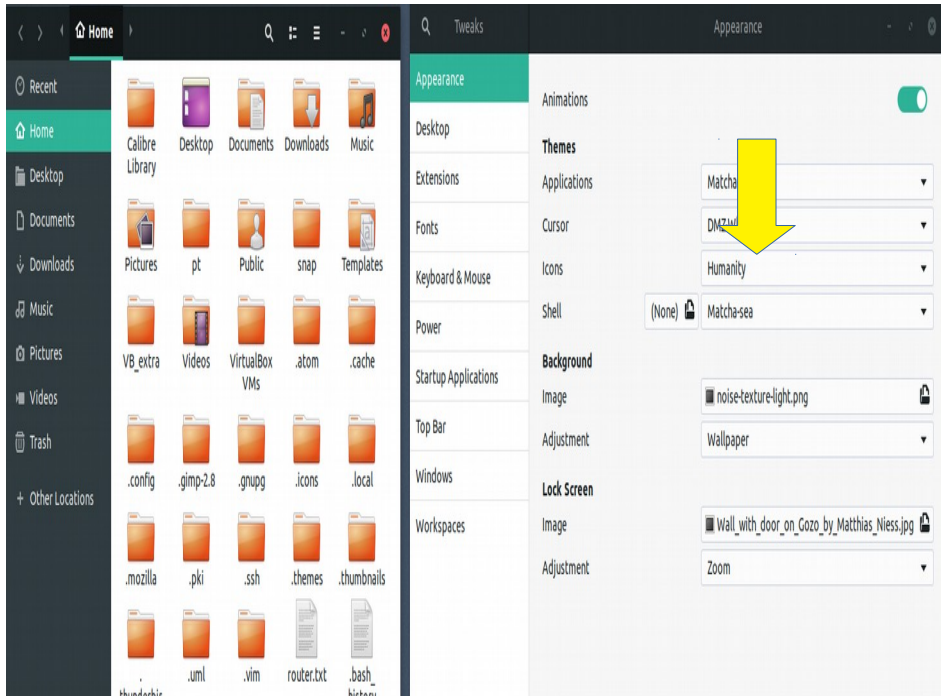 Home
Recent
Home
Desktop
Documents
Downloads
Music
Pictures
Videos
Trash
+ Other Locations
Calibre Library
Desktop
Documents
Downloads
Music
Pictures
pt
Public
snap
Templates
VB_extra
Videos
VirtualBox VMs
.atom
.cache
.config
.gimp-2.8
.gnupg
.icons
.local
.mozilla
.pki
.ssh
.themes
.thumbnails
.uml
.vim
router.txt
.bash_
Tweaks
Appearance
Appearance
Desktop
Extensions
Fonts
Keyboard & Mouse
Power
Startup Applications
Top Bar
Windows
Workspaces
Animations
Themes
Applications
Matcha
Cursor
Icons
Humanity
Shell
(None)
Matcha-sea
Background
Image
noise-texture-light.png
Adjustment
Wallpaper
Lock Screen
Image
Wall_with_door_on_Gozo_by_Matthias_Niess.jpg
Adjustment
Zoom